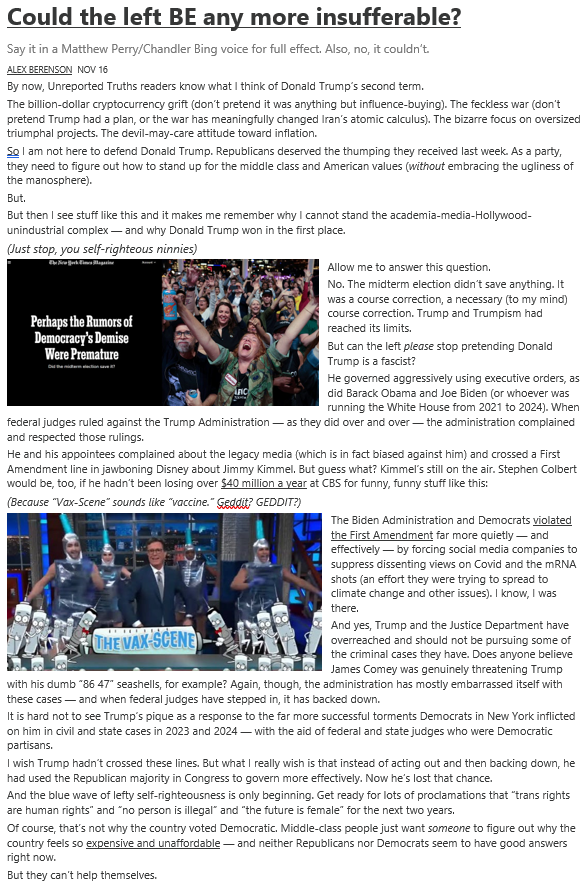 Could the left BE any more insufferable?
Say it in a Matthew Perry/Chandler Bing voice for full effect. Also, no, it couldn't.
ALEX BERENSON NOV 16
By now, Unreported Truths readers know what I think of Donald Trump's second term.
The billion-dollar cryptocurrency grift (don't pretend it was anything but influence-buying). The feckless war (don't
pretend Trump had a plan, or the war has meaningfully changed Iran's atomic calculus). The bizarre focus on oversized
triumphal projects. The devil-may-care attitude toward inflation.
So I am not here to defend Donald Trump. Republicans deserved the thumping they received last week. As a party,
they need to figure out how to stand up for the middle class and American values (without embracing the ugliness of
the manosphere).
But.
But then I see stuff like this and it makes me remember why I cannot stand the academia-media-Hollywood-
unindustrial complex — and why Donald Trump won in the first place.
(Just stop, you self-righteous ninnies)
The New York Times Magazine
Perhaps the Rumors of
Democracy's Demise
Were Premature
Did the midterm election save it?
Allow me to answer this question.
No. The midterm election didn't save anything. It
was a course correction, a necessary (to my mind)
course correction. Trump and Trumpism had
reached its limits.
But can the left please stop pretending Donald
Trump is a fascist?
He governed aggressively using executive orders, as
did Barack Obama and Joe Biden (or whoever was
running the White House from 2021 to 2024). When
federal judges ruled against the Trump Administration — as they did over and over — the administration complained
and respected those rulings.
He and his appointees complained about the legacy media (which is in fact biased against him) and crossed a First
Amendment line in jawboning Disney about Jimmy Kimmel. But guess what? Kimmel's still on the air. Stephen Colbert
would be, too, if he hadn't been losing over $40 million a year at CBS for funny, funny stuff like this:
(Because "Vax-Scene" sounds like "vaccine." Geddit? GEDDIT?)
THE VAX-SCENE
The Biden Administration and Democrats violated
the First Amendment far more quietly — and
effectively — by forcing social media companies to
suppress dissenting views on Covid and the mRNA
shots (an effort they were trying to spread to
climate change and other issues). I know, I was
there.
And yes, Trump and the Justice Department have
overreached and should not be pursuing some of
the criminal cases they have. Does anyone believe
James Comey was genuinely threatening Trump
with his dumb "86 47" seashells, for example? Again, though, the administration has mostly embarrassed itself with
these cases — and when federal judges have stepped in, it has backed down.
It is hard not to see Trump's pique as a response to the far more successful torments Democrats in New York inflicted
on him in civil and state cases in 2023 and 2024 — with the aid of federal and state judges who were Democratic
partisans.
I wish Trump hadn't crossed these lines. But what I really wish is that instead of acting out and then backing down, he
had used the Republican majority in Congress to govern more effectively. Now he's lost that chance.
And the blue wave of lefty self-righteousness is only beginning. Get ready for lots of proclamations that "trans rights
are human rights" and "no person is illegal" and "the future is female" for the next two years.
Of course, that's not why the country voted Democratic. Middle-class people just want someone to figure out why the
country feels so expensive and unaffordable — and neither Republicans nor Democrats seem to have good answers
right now.
But they can't help themselves.